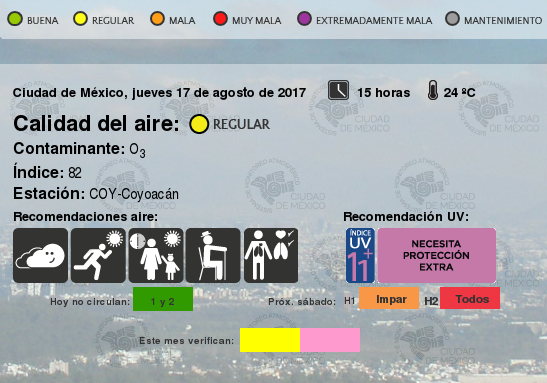 BUENA REGULAR MALA MUY MALA EXTREMADAMENTE MALA MANTENIMIENTO
Ciudad de México, jueves 17 de agosto de 2017 15 horas 24 ºC
Calidad del aire: REGULAR
Contaminante: O3
Índice: 82
Estación: COY-Coyoacán
Recomendaciones aire: Recomendación UV:
ÍNDICE UV 11+
NECESITA
PROTECCIÓN
EXTRA
Hoy no circulan: 1 y 2 Próx. sábado: H1 Impar H2 Todos
Este mes verifican:
CIUDAD
DE MÉXICO